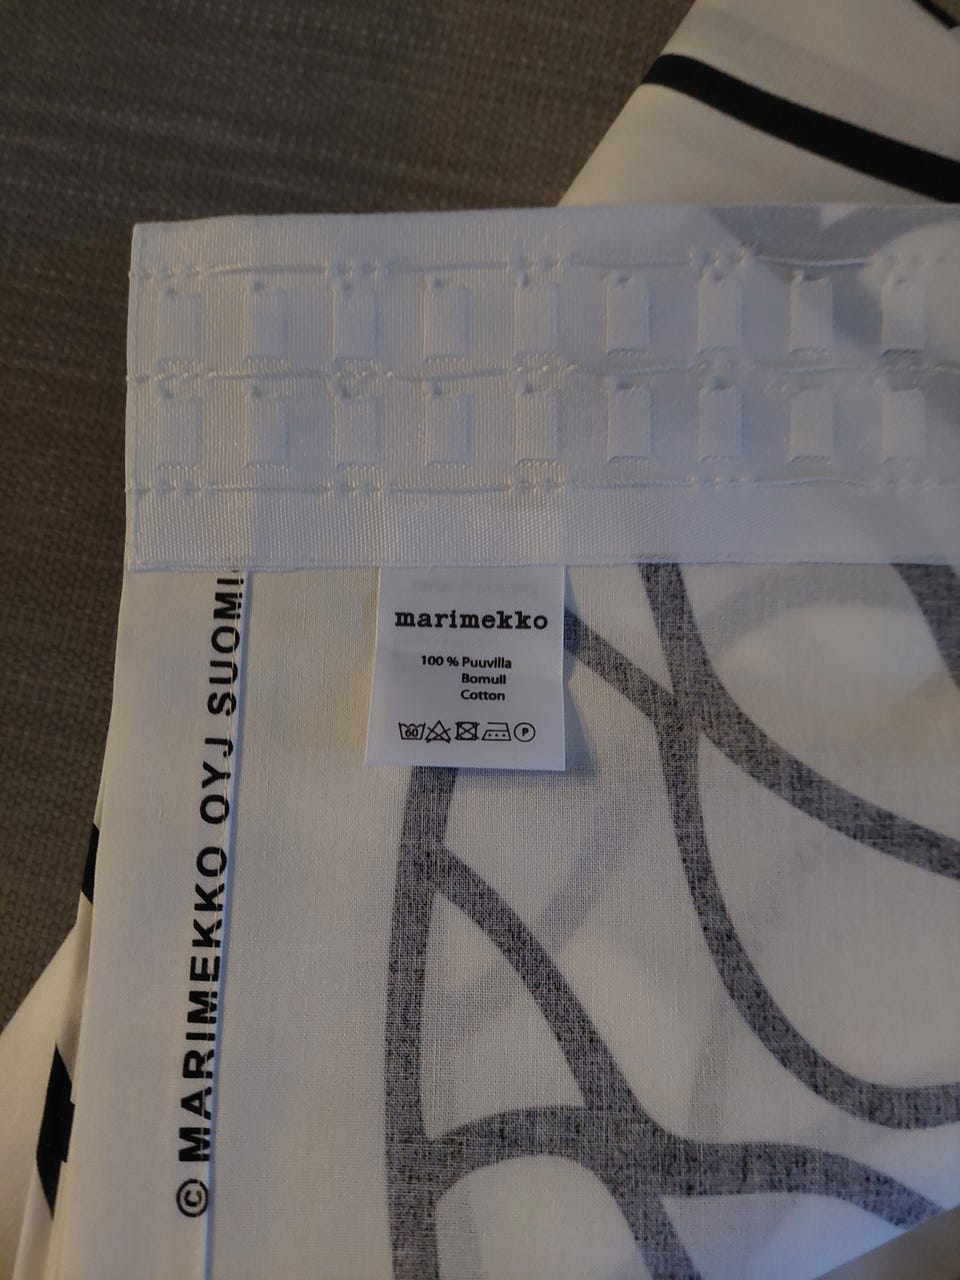 marimekko
100 % Puuvilla
Bomull
Cotton
60 P
© MARIMEKKO OYJ SUOMI